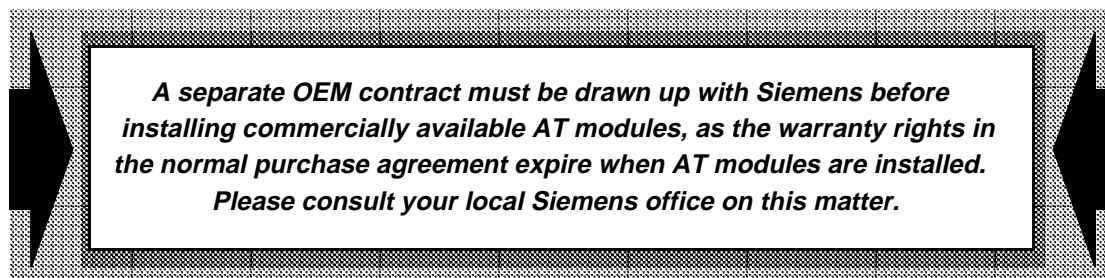 A separate OEM contract must be drawn up with Siemens before
installing commercially available AT modules, as the warranty rights in
the normal purchase agreement expire when AT modules are installed.
Please consult your local Siemens office on this matter.